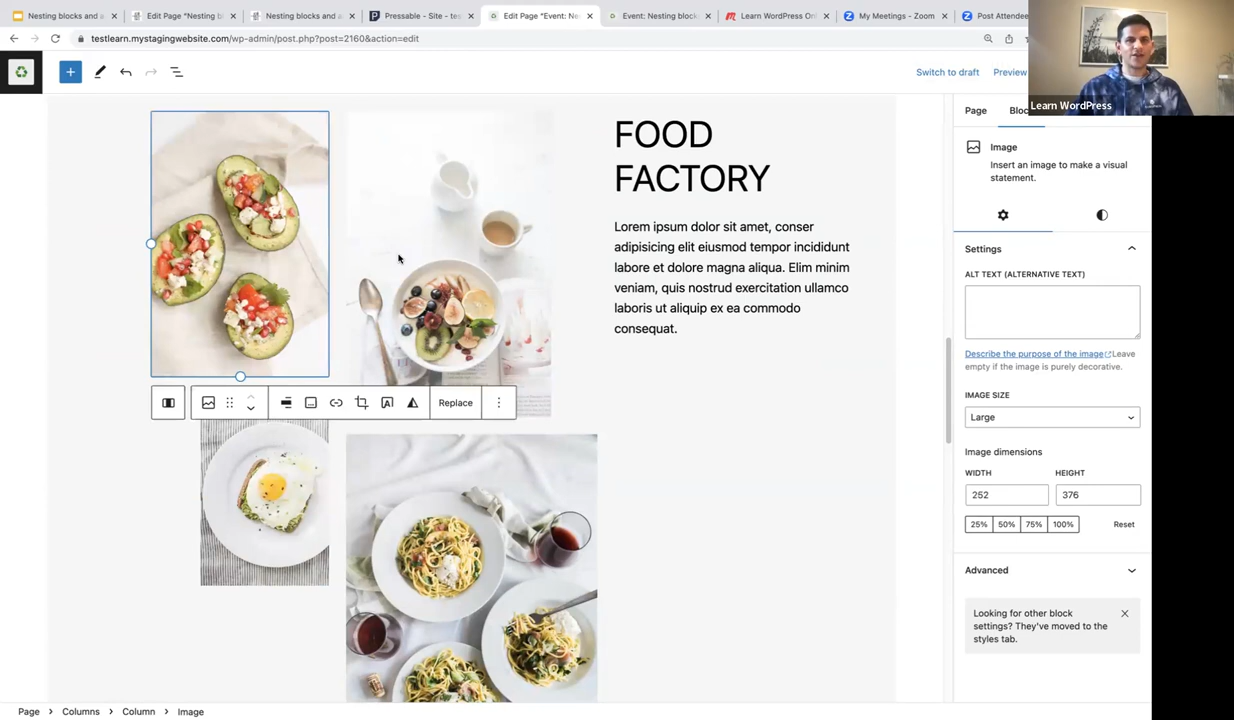 Nesting blocks and a
Edit Page "Nesting bl
Nesting blocks and a
Pressable - Site - tes
Edit Page "Event: Ne
Event: Nesting block
Learn WordPress Onl
My Meetings - Zoom
Post Attendee
testlearn.mystagingwebsite.com/wp-admin/post.php?post=2160&action=edit
Switch to draft
Preview
Learn WordPress
Page
Bloc
FOOD
FACTORY
Lorem ipsum dolor sit amet, conser
adipisicing elit eiusmod tempor incididunt
labore et dolore magna aliqua. Elim minim
veniam, quis nostrud exercitation ullamco
laboris ut aliquip ex ea commodo
consequat.
Replace
Image
Insert an image to make a visual
statement.
Settings
ALT TEXT (ALTERNATIVE TEXT)
Describe the purpose of the image Leave
empty if the image is purely decorative.
IMAGE SIZE
Large
Image dimensions
WIDTH
HEIGHT
252
376
25%
50%
75%
100%
Reset
Advanced
Looking for other block
settings? They've moved to the
styles tab.
Page
Columns
Column
Image